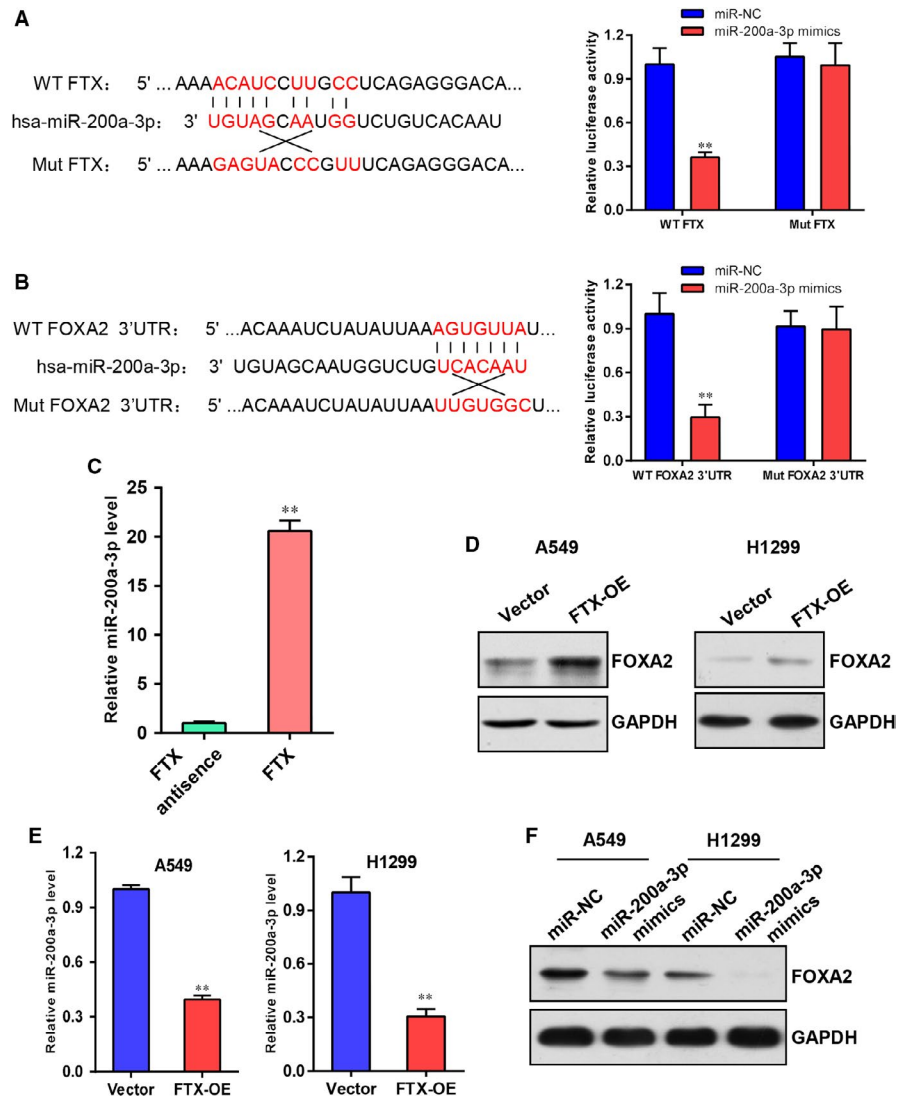 A
WT FTX: 5' ... AAAACAUCCUUGCCUCAGAGGGACA...
hsa-miR-200a-3p: 3' UGUAGCAAUGGUCUGUCACAAU
Mut FTX: 5' ... AAAGAGUACCCGUUUCAGAGGGACA...
miR-NC
miR-200a-3p mimics
Relative luciferase activity
1.2
0.9
0.6
0.3
0.0
**
WT FTX
Mut FTX
B
WT FOXA2 3'UTR: 5' ...ACAAAUCUAUAUUAAAGUGUUAU...
hsa-miR-200a-3p: 3' UGUAGCAAUGGUCUGUCACAAU
Mut FOXA2 3'UTR: 5' ...ACAAAUCUAUAUUAAUUGUGGCU...
miR-NC
miR-200a-3p mimics
Relative luciferase activity
1.2
0.9
0.6
0.3
0.0
**
WT FOXA2 3'UTR
Mut FOXA2 3'UTR
C
Relative miR-200a-3p level
25
20
15
10
5
0
**
FTX
antisence
FTX
D
A549
H1299
Vector
FTX-OE
Vector
FTX-OE
FOXA2
FOXA2
GAPDH
GAPDH
E
A549
Relative miR-200a-3p level
1.2
0.9
0.6
0.3
0.0
**
Vector
FTX-OE
H1299
Relative miR-200a-3p level
1.2
0.9
0.6
0.3
0.0
**
Vector
FTX-OE
F
A549
H1299
miR-NC
miR-200a-3p
mimics
miR-NC
miR-200a-3p
mimics
FOXA2
GAPDH